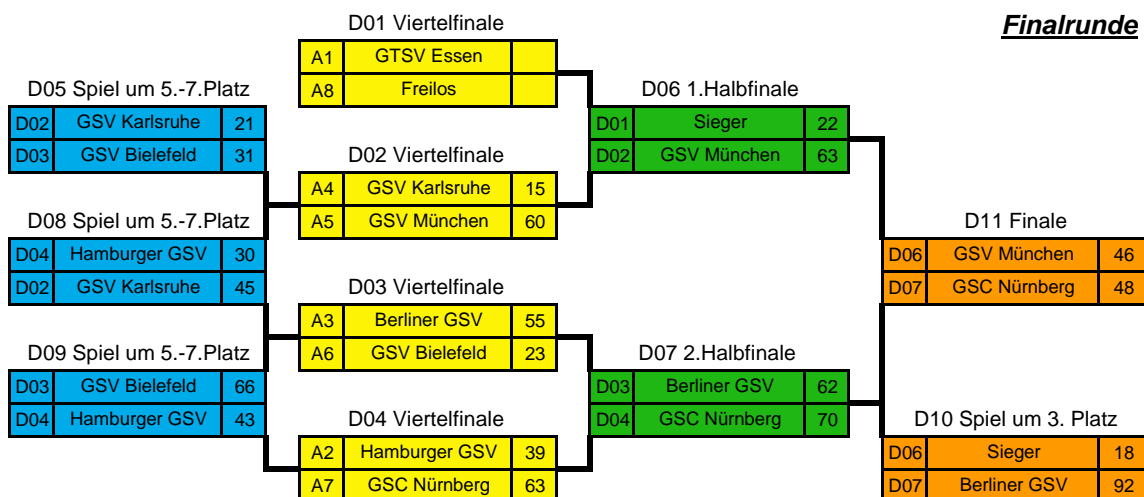 D01 Viertelfinale
Finalrunde
A1 GTSV Essen
A8 Freilos
D05 Spiel um 5.-7.Platz
D02 GSV Karlsruhe 21
D03 GSV Bielefeld 31
D06 1.Halbfinale
D01 Sieger 22
D02 GSV München 63
D02 Viertelfinale
A4 GSV Karlsruhe 15
A5 GSV München 60
D08 Spiel um 5.-7.Platz
D04 Hamburger GSV 30
D02 GSV Karlsruhe 45
D11 Finale
D06 GSV München 46
D07 GSC Nürnberg 48
D03 Viertelfinale
A3 Berliner GSV 55
A6 GSV Bielefeld 23
D09 Spiel um 5.-7.Platz
D03 GSV Bielefeld 66
D04 Hamburger GSV 43
D07 2.Halbfinale
D03 Berliner GSV 62
D04 GSC Nürnberg 70
D04 Viertelfinale
A2 Hamburger GSV 39
A7 GSC Nürnberg 63
D10 Spiel um 3. Platz
D06 Sieger 18
D07 Berliner GSV 92